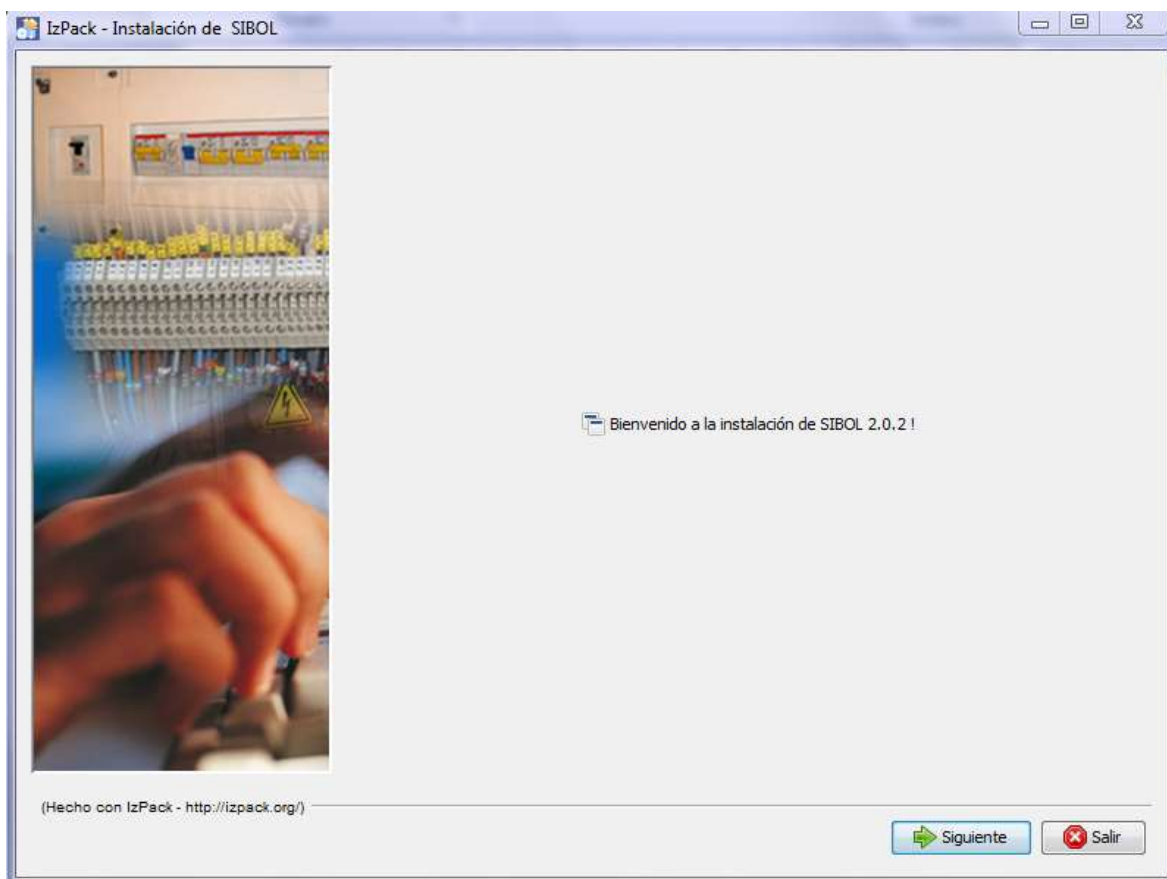 IzPack - Instalación de SIBOL
Bienvenido a la instalación de SIBOL 2.0.2 !
(Hecho con IzPack - http://izpack.org/)
Siguiente
Salir